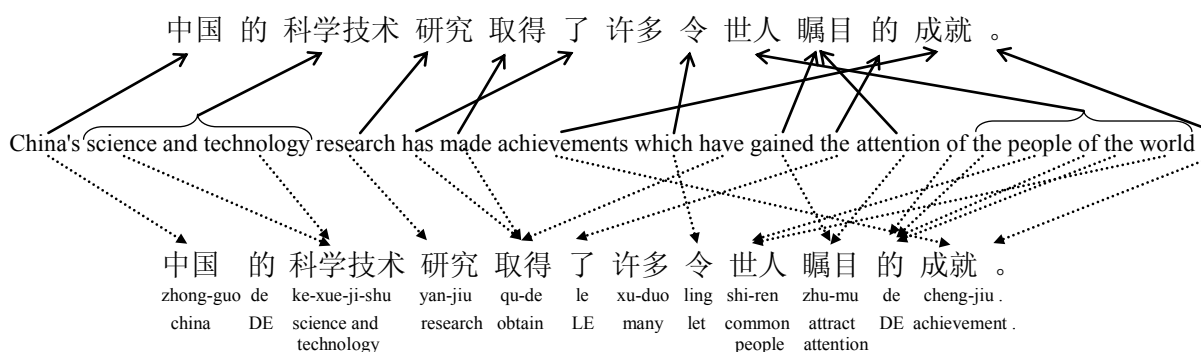 中国 的 科学技术 研究 取得 了 许多 令 世人 瞩目 的 成就 。
China's science and technology research has made achievements which have gained the attention of the people of the world
中国 的 科学技术 研究 取得 了 许多 令 世人 瞩目 的 成就 。
zhong-guo de ke-xue-ji-shu yan-jiu qu-de le xu-duo ling shi-ren zhu-mu de cheng-jiu .
china DE science and research obtain LE many let common attract DE achievement .
technology people attention